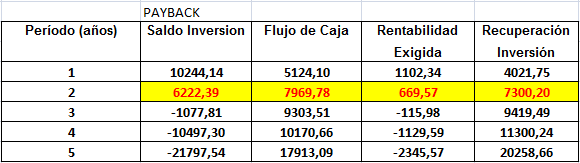 PAYBACK
Período (años) Saldo Inversion Flujo de Caja Rentabilidad Exigida Recuperación Inversión
1 10244,14 5124,10 1102,34 4021,75
2 6222,39 7969,78 669,57 7300,20
3 -1077,81 9303,51 -115,98 9419,49
4 -10497,30 10170,66 -1129,59 11300,24
5 -21797,54 17913,09 -2345,57 20258,66